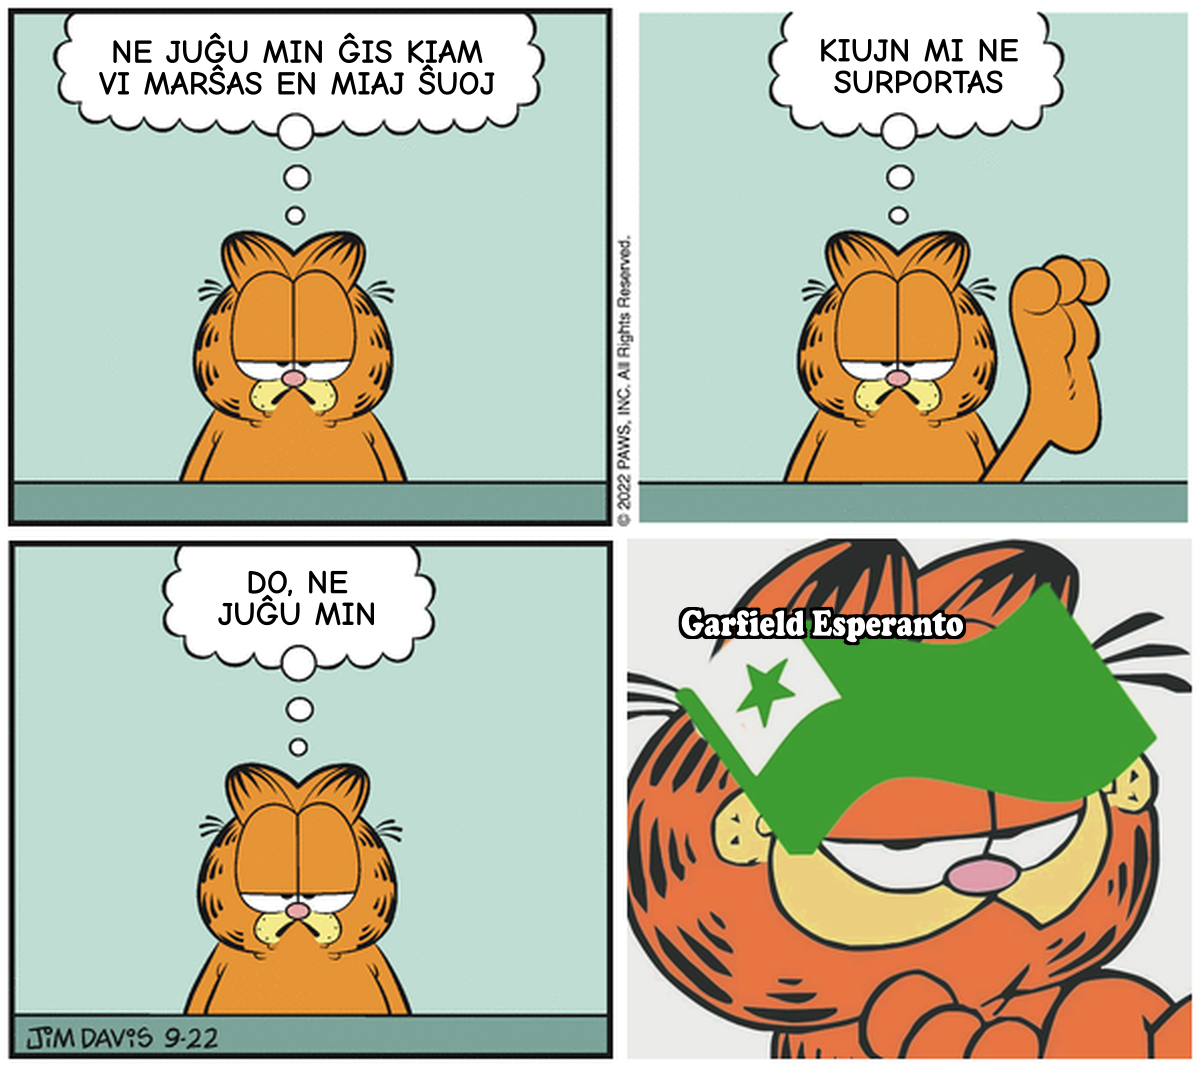 NE JUĜU MIN ĜIS KIAM
VI MARŜAS EN MIAJ ŜUOJ
KIUJN MI NE
SURPORTAS
© 2022 PAWS, INC. All Rights Reserved.
DO, NE
JUĜU MIN
JIM DAVIS 9-22
Garfield Esperanto